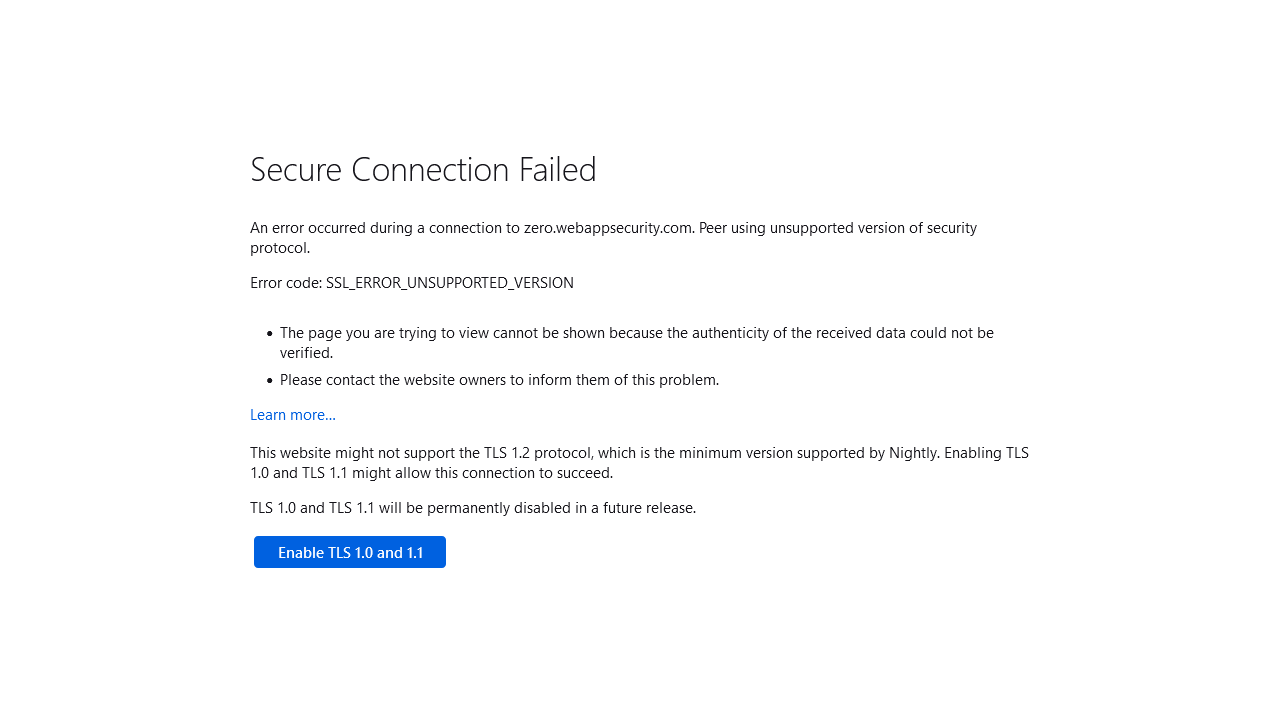 Secure Connection Failed
An error occurred during a connection to zero.webappsecurity.com. Peer using unsupported version of security
protocol.
Error code: SSL_ERROR_UNSUPPORTED_VERSION
• The page you are trying to view cannot be shown because the authenticity of the received data could not be
verified.
• Please contact the website owners to inform them of this problem.
Learn more…
This website might not support the TLS 1.2 protocol, which is the minimum version supported by Nightly. Enabling TLS
1.0 and TLS 1.1 might allow this connection to succeed.
TLS 1.0 and TLS 1.1 will be permanently disabled in a future release.
Enable TLS 1.0 and 1.1